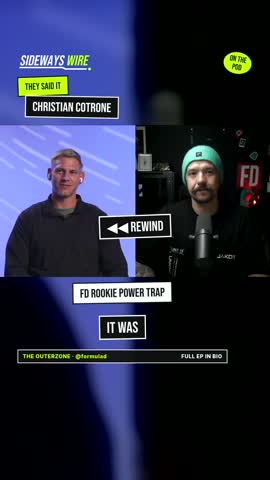 SIDEWAYS WIRE.
ON THE
POD
THEY SAID IT
CHRISTIAN COTRONE
FD
REWIND
JAKOT
FD ROOKIE POWER TRAP
IT WAS
THE OUTERZONE - @formulad
FULL EP IN BIO